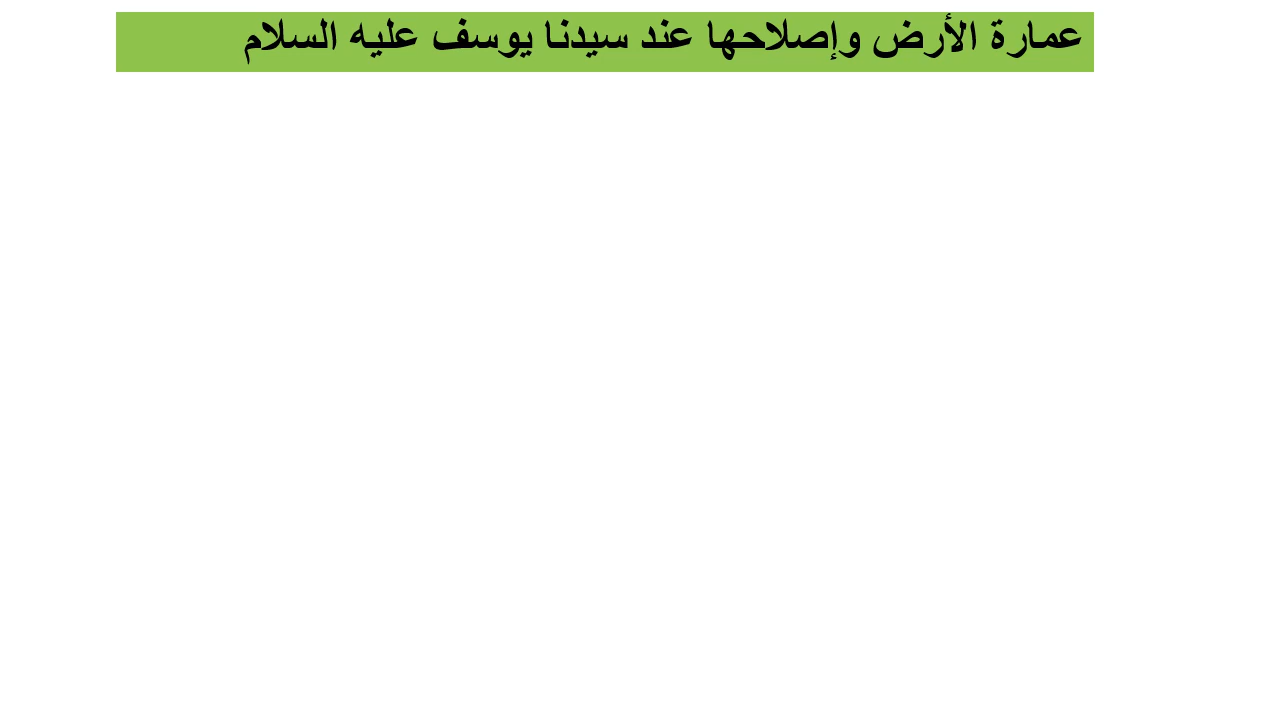 عمارة الأرض وإصلاحها عند سيدنا يوسف عليه السلام